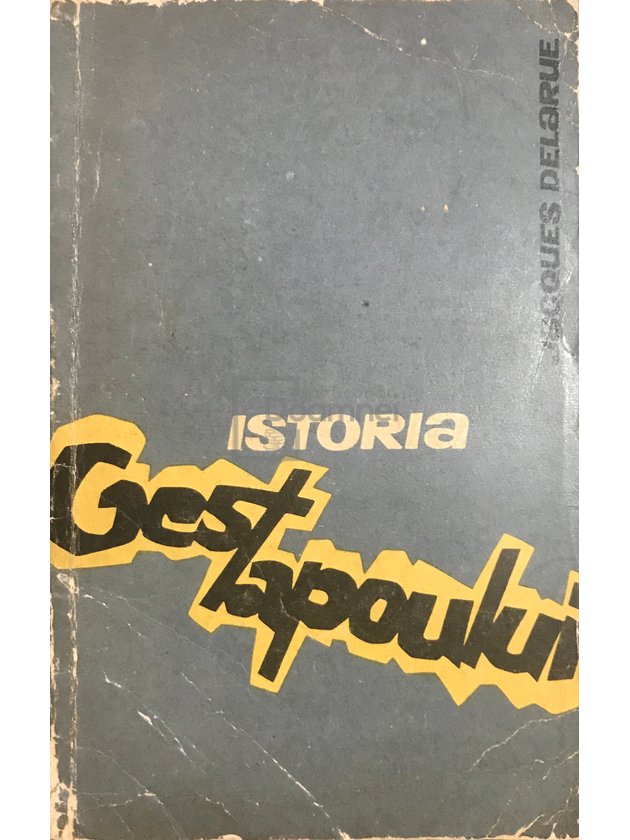 JACQUES DELARUE
ISTORIA
Gestapoului